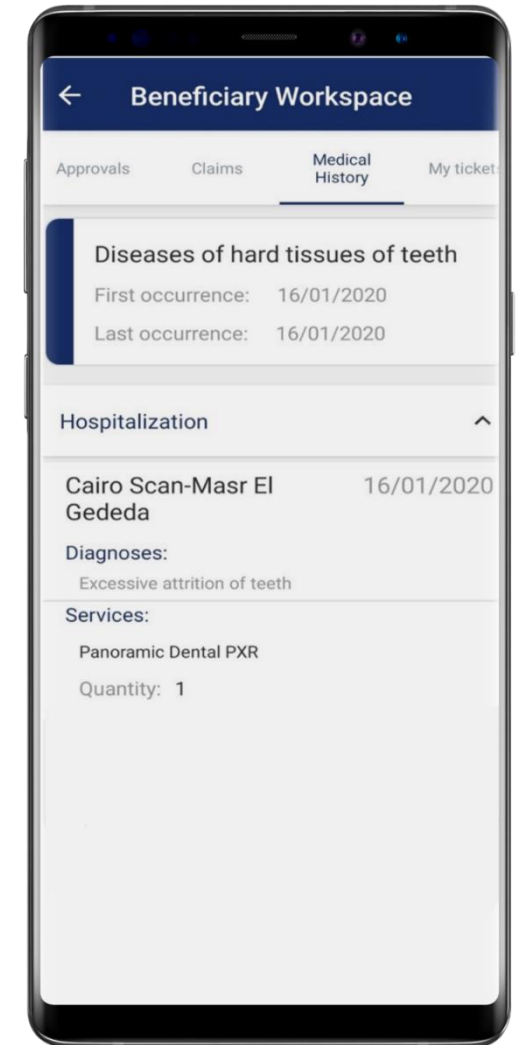 Beneficiary Workspace
Approvals Claims Medical History My ticket
Diseases of hard tissues of teeth
First occurrence: 16/01/2020
Last occurrence: 16/01/2020
Hospitalization
Cairo Scan-Masr El 16/01/2020
Gededa
Diagnoses:
Excessive attrition of teeth
Services:
Panoramic Dental PXR
Quantity: 1